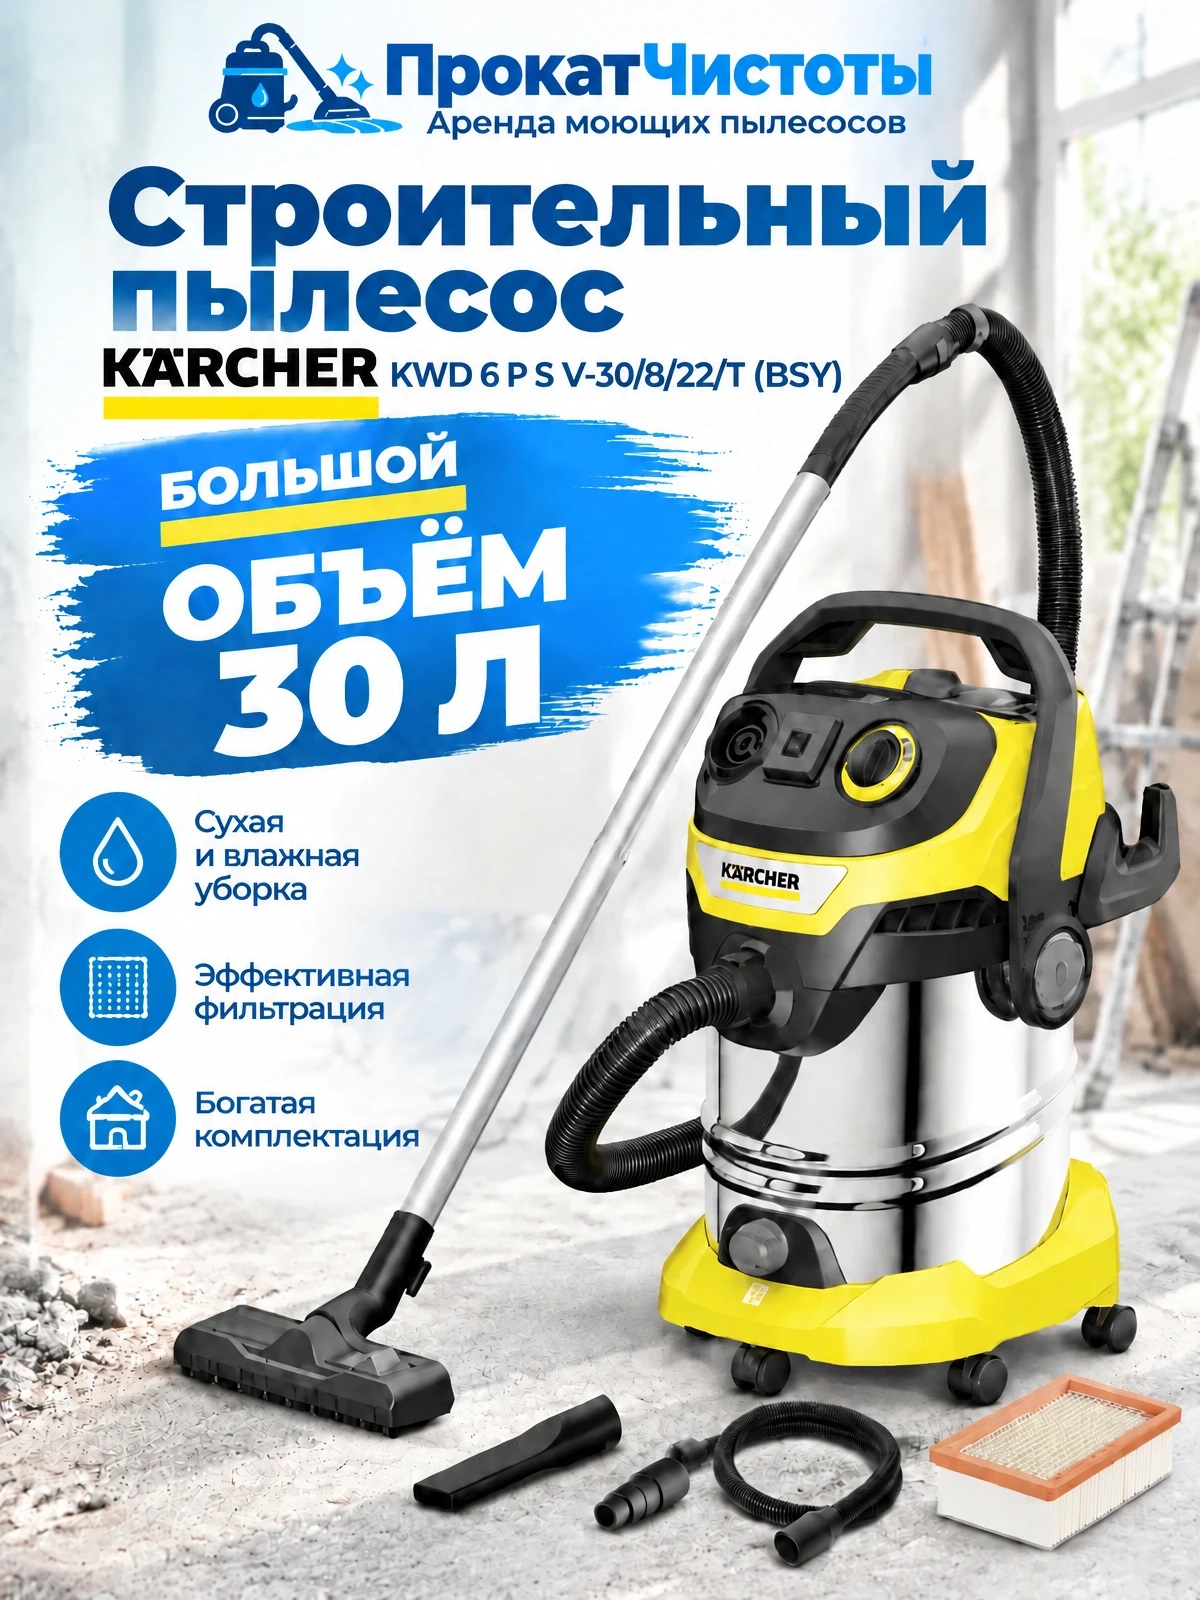 ПрокатЧистоты
Аренда моющих пылесосов
Строительный
пылесос
KÄRCHER KWD 6 P S V-30/8/22/T (BSY)
БОЛЬШОЙ
ОБЪЁМ
30 Л
Сухая
и влажная
уборка
Эффективная
фильтрация
Богатая
комплектация
KÄRCHER